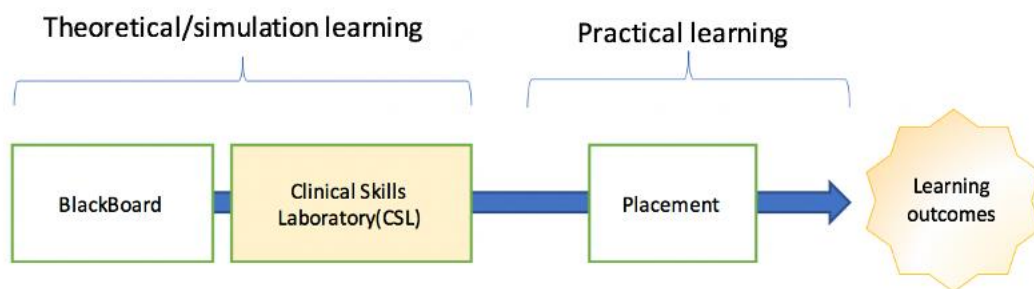 Theoretical/simulation learning
Practical learning
BlackBoard
Clinical Skills
Laboratory(CSL)
Placement
Learning
outcomes